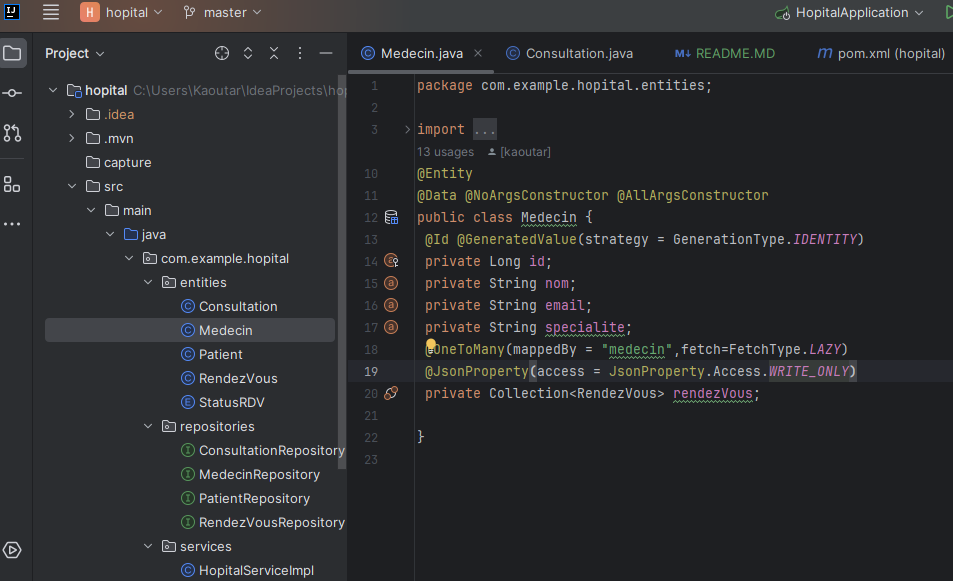 IJ
H hopital
master
HopitalApplication
Project
hopital C:\Users\Kaoutar\IdeaProjects\hop
.idea
.mvn
capture
src
main
java
com.example.hopital
entities
C Consultation
C Medecin
C Patient
C RendezVous
E StatusRDV
repositories
I ConsultationRepository
I MedecinRepository
I PatientRepository
I RendezVousRepository
services
C HopitalServiceImpl
C Medecin.java
C Consultation.java
M↓ README.MD
m pom.xml (hopital)
1 package com.example.hopital.entities;
2
3 import ...
13 usages [kaoutar]
10 @Entity
11 @Data @NoArgsConstructor @AllArgsConstructor
12 public class Medecin {
13 @Id @GeneratedValue(strategy = GenerationType.IDENTITY)
14 private Long id;
15 a private String nom;
16 a private String email;
17 a private String specialite;
18 @OneToMany(mappedBy = "medecin",fetch=FetchType.LAZY)
19 @JsonProperty(access = JsonProperty.Access.WRITE_ONLY)
20 private Collection<RendezVous> rendezVous;
21
22 }
23